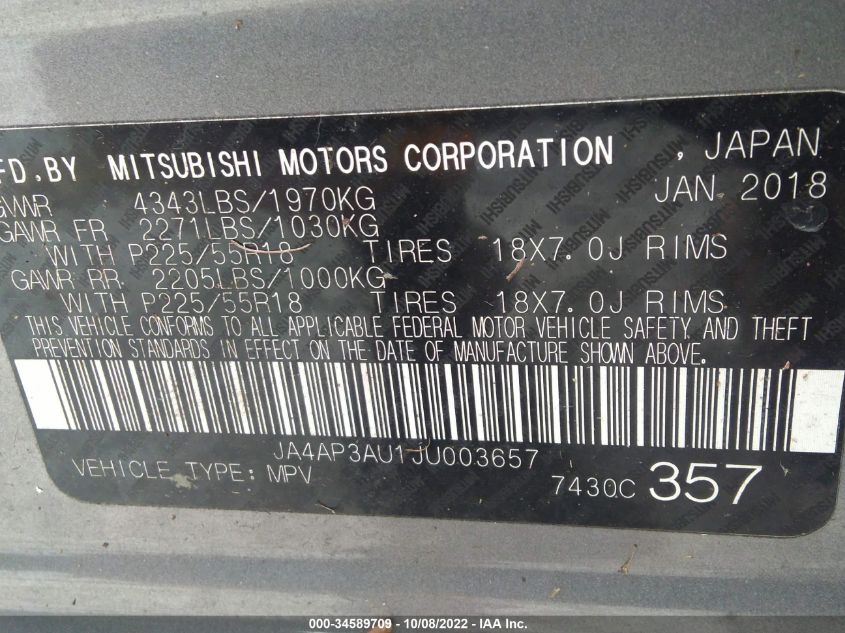 FD. BY MITSUBISHI MOTORS CORPORATION , JAPAN
GVWR 4343LBS/1970KG JAN 2018
GAWR FR 2271LBS/1030KG
WITH P225/55R18 TIRES 18X7.0J RIMS
GAWR RR 2205LBS/1000KG
WITH P225/55R18 TIRES 18X7.0J RIMS
THIS VEHICLE CONFORMS TO ALL APPLICABLE FEDERAL MOTOR VEHICLE SAFETY AND THEFT
PREVENTION STANDARDS IN EFFECT ON THE DATE OF MANUFACTURE SHOWN ABOVE.
JA4AP3AU1JU003657
VEHICLE TYPE: MPV 7430C 357
000-34589709 - 10/08/2022 - IAA Inc.